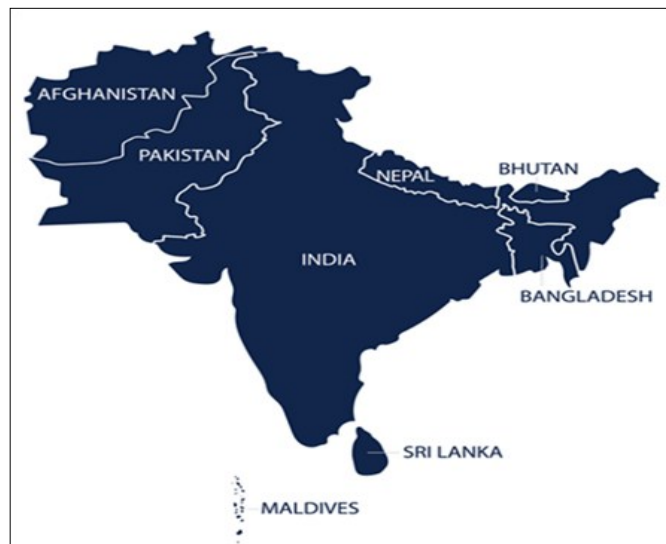 AFGHANISTAN
PAKISTAN
NEPAL
BHUTAN
INDIA
BANGLADESH
SRI LANKA
MALDIVES